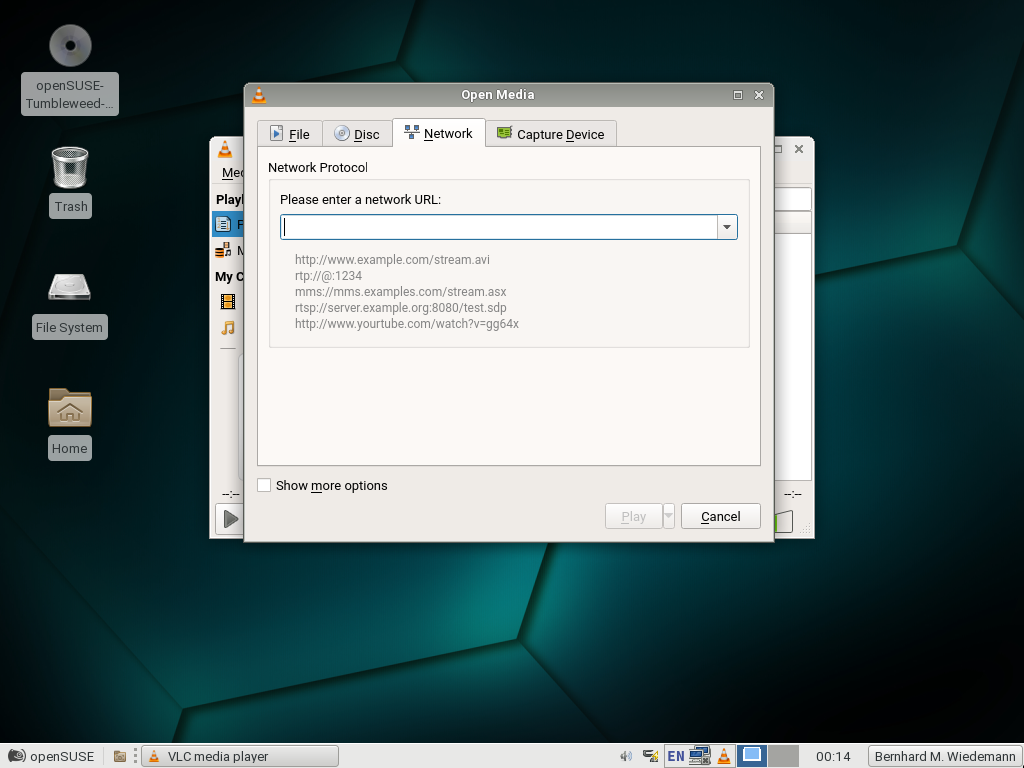 openSUSE-
Tumbleweed-...
Trash
File System
Home
Open Media
File
Disc
Network
Capture Device
Network Protocol
Please enter a network URL:
http://www.example.com/stream.avi
rtp://@:1234
mms://mms.examples.com/stream.asx
rtsp://server.example.org:8080/test.sdp
http://www.yourtube.com/watch?v=gg64x
Show more options
Play
Cancel
Med
Playl
My C
--:--
--:--
openSUSE
VLC media player
EN
00:14
Bernhard M. Wiedemann